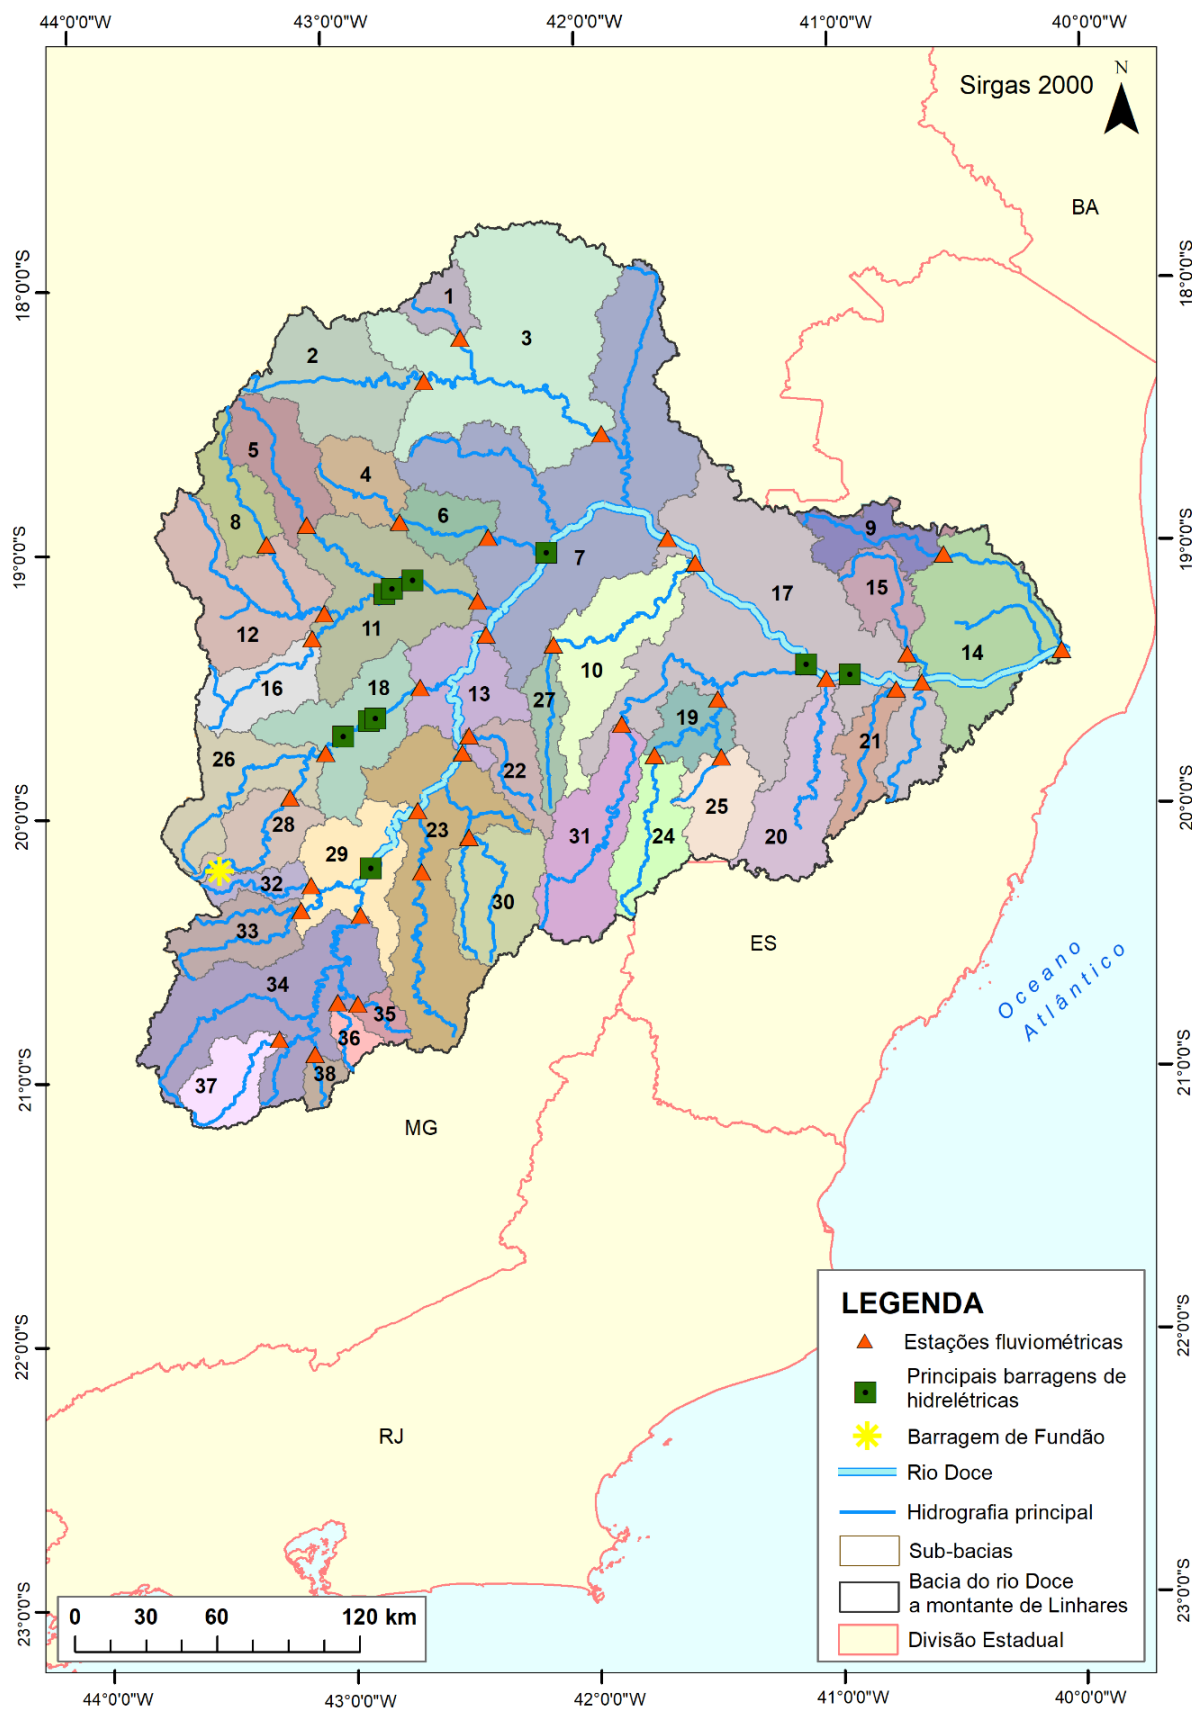 44°0'0"W 43°0'0"W 42°0'0"W 41°0'0"W 40°0'0"W
Sirgas 2000
N
BA
18°0'0"S
18°0'0"S
1
2
3
5
4
8
6
9
7
19°0'0"S
19°0'0"S
15
17
12
11
14
16
18
10
13
27
19
26
22
21
25
20°0'0"S
20°0'0"S
28
23
31
24
20
29
32
30
33
ES
Oceano
Atlântico
34
35
36
38
37
21°0'0"S
21°0'0"S
MG
LEGENDA
Estações fluviométricas
Principais barragens de
hidrelétricas
Barragem de Fundão
Rio Doce
Hidrografia principal
Sub-bacias
Bacia do rio Doce
a montante de Linhares
Divisão Estadual
22°0'0"S
22°0'0"S
RJ
23°0'0"S
23°0'0"S
0 30 60 120 km
44°0'0"W 43°0'0"W 42°0'0"W 41°0'0"W 40°0'0"W